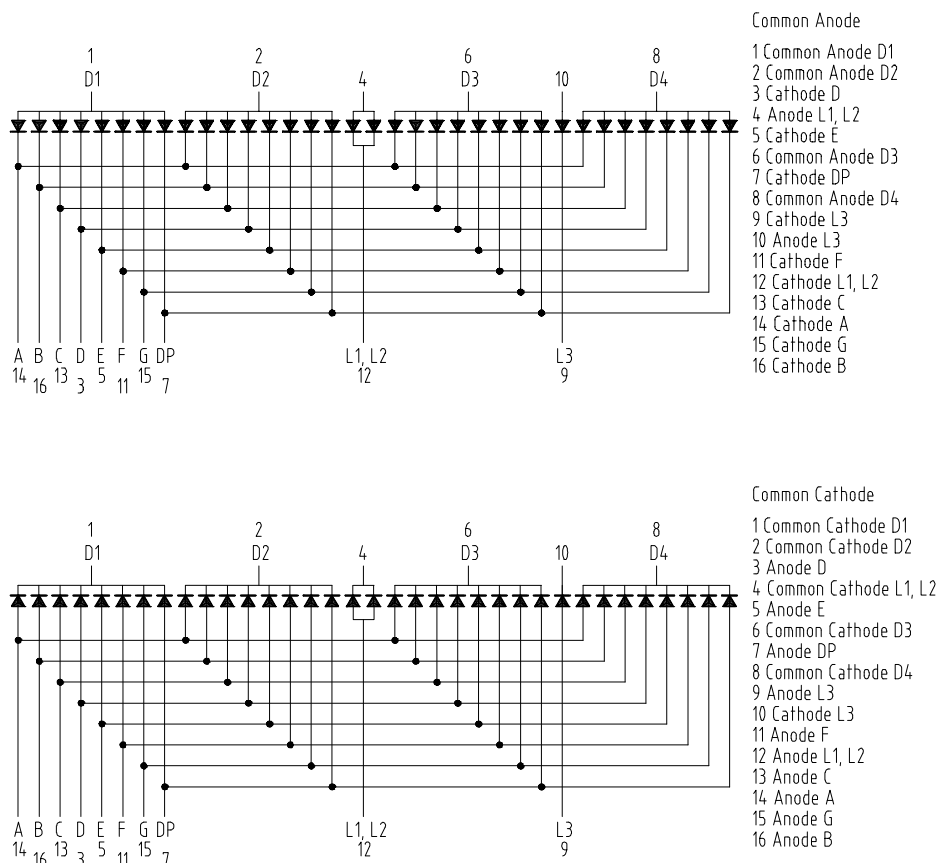 Common Anode
1 Common Anode D1
2 Common Anode D2
3 Cathode D
4 Anode L1, L2
5 Cathode E
6 Common Anode D3
7 Cathode DP
8 Common Anode D4
9 Cathode L3
10 Anode L3
11 Cathode F
12 Cathode L1, L2
13 Cathode C
14 Cathode A
15 Cathode G
16 Cathode B
1 2 6 8
D1 D2 4 D3 10 D4
A B C D E F G DP L1, L2 L3
14 13 5 15 12 9
16 3 11 7
Common Cathode
1 Common Cathode D1
2 Common Cathode D2
3 Anode D
4 Common Cathode L1, L2
5 Anode E
6 Common Cathode D3
7 Anode DP
8 Common Cathode D4
9 Anode L3
10 Cathode L3
11 Anode F
12 Anode L1, L2
13 Anode C
14 Anode A
15 Anode G
16 Anode B
1 2 6 8
D1 D2 4 D3 10 D4
A B C D E F G DP L1, L2 L3
14 13 5 15 12 9
16 3 11 7